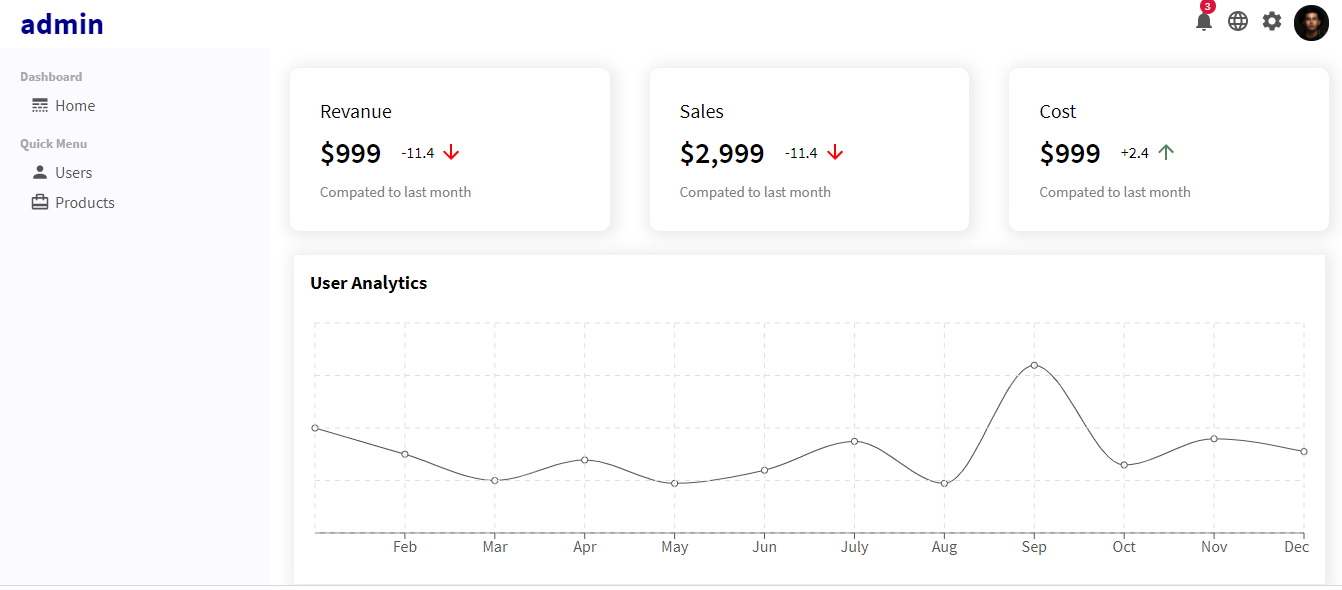 admin
3
Dashboard
Home
Quick Menu
Users
Products
Revanue
$999 -11.4
Compated to last month
Sales
$2,999 -11.4
Compated to last month
Cost
$999 +2.4
Compated to last month
User Analytics
Feb Mar Apr May Jun July Aug Sep Oct Nov Dec